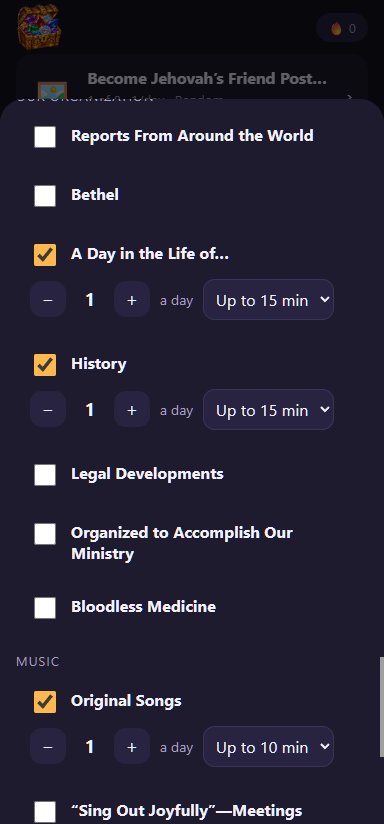 0
Become Jehovah’s Friend Post…
OUR ORGANIZATION
Reports From Around the World
Bethel
A Day in the Life of…
− 1 + a day Up to 15 min
History
− 1 + a day Up to 15 min
Legal Developments
Organized to Accomplish Our
Ministry
Bloodless Medicine
MUSIC
Original Songs
− 1 + a day Up to 10 min
“Sing Out Joyfully”—Meetings